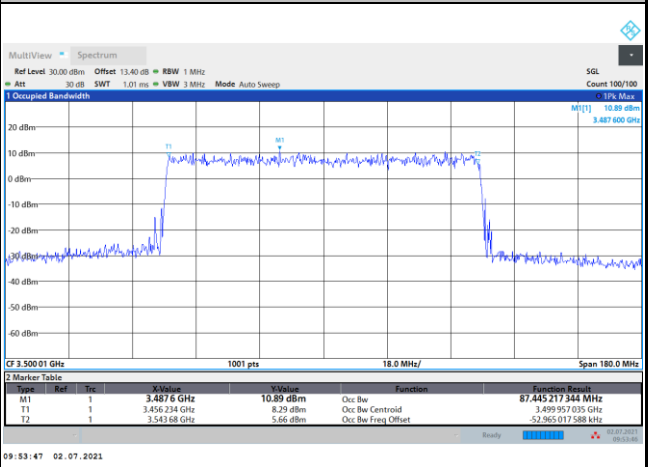 MultiView Spectrum
Ref Level 30.00 dBm Offset 13.40 dB RBW 1 MHz SGL
Att 30 dB SWT 1.01 ms VBW 3 MHz Mode Auto Sweep Count 100/100
1 Occupied Bandwidth 1Pk Max
M1[1] 10.89 dBm
3.487 600 GHz
20 dBm
M1
T1
T2
10 dBm
0 dBm
-10 dBm
-20 dBm
-30 dBm
-40 dBm
-50 dBm
-60 dBm
CF 3.500 01 GHz 1001 pts 18.0 MHz/ Span 180.0 MHz
2 Marker Table
Type Ref Trc X-Value Y-Value Function Function Result
M1 1 3.487 6 GHz 10.89 dBm Occ Bw 87.445 217 344 MHz
T1 1 3.456 234 GHz 8.29 dBm Occ Bw Centroid 3.499 957 035 GHz
T2 1 3.543 68 GHz 5.66 dBm Occ Bw Freq Offset -52.965 017 588 kHz
Ready 02.07.2021
09:53:46
09:53:47 02.07.2021